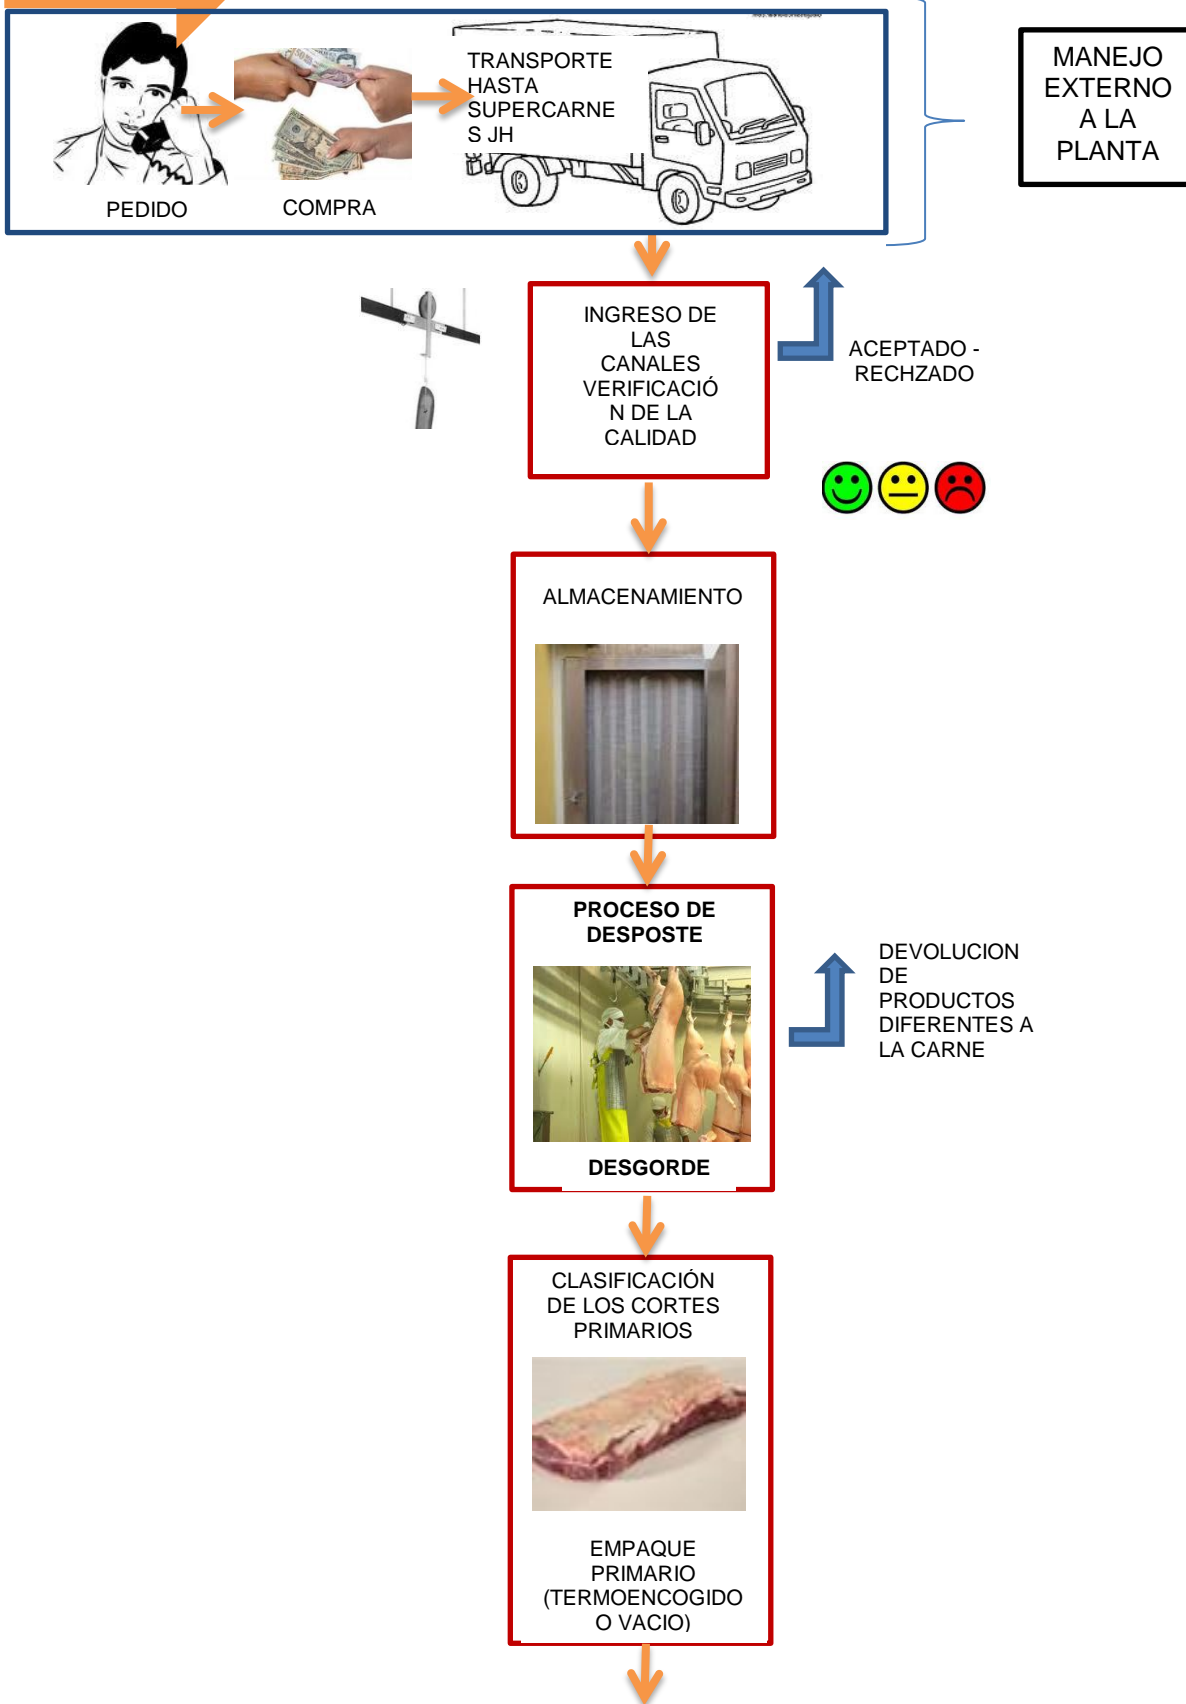 TRANSPORTE
HASTA
SUPERCARNE
S JH
PEDIDO
COMPRA
MANEJO
EXTERNO
A LA
PLANTA
INGRESO DE
LAS
CANALES
VERIFICACIÓ
N DE LA
CALIDAD
ACEPTADO -
RECHZADO
ALMACENAMIENTO
PROCESO DE
DESPOSTE
DESGORDE
DEVOLUCION
DE
PRODUCTOS
DIFERENTES A
LA CARNE
CLASIFICACIÓN
DE LOS CORTES
PRIMARIOS
EMPAQUE
PRIMARIO
(TERMOENCOGIDO
O VACIO)